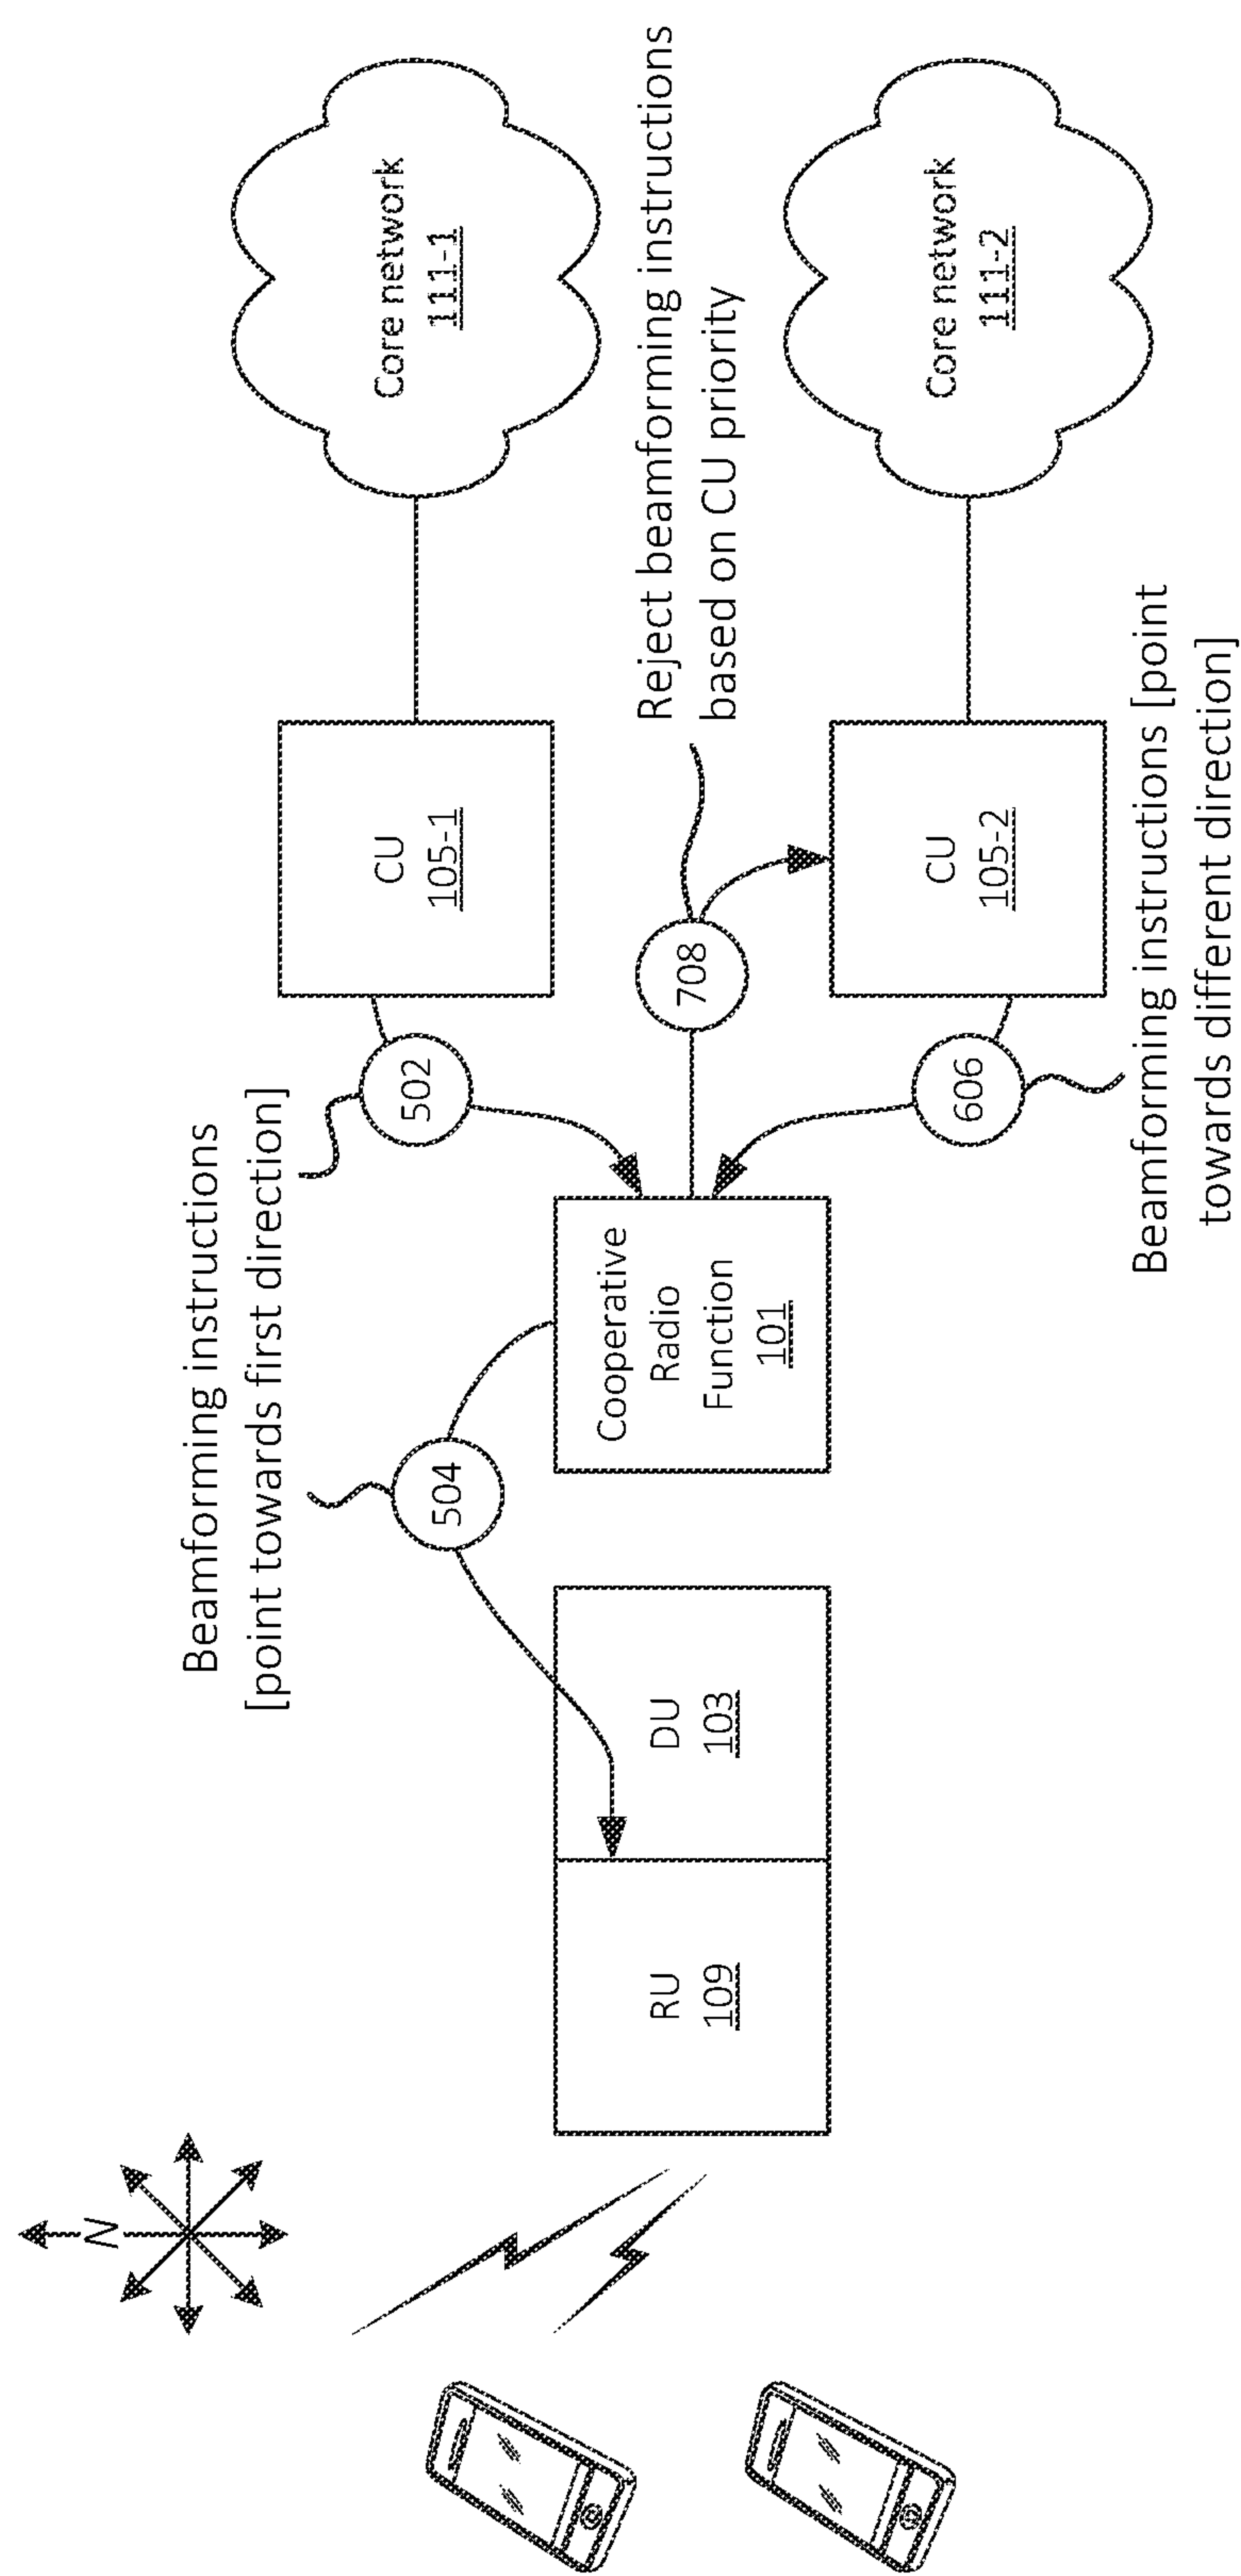 N
Beamforming instructions
[point towards first direction]
504
502
RU
109
DU
103
Cooperative
Radio
Function
101
CU
105-1
Core network
111-1
708
Reject beamforming instructions
based on CU priority
606
CU
105-2
Core network
111-2
Beamforming instructions [point
towards different direction]